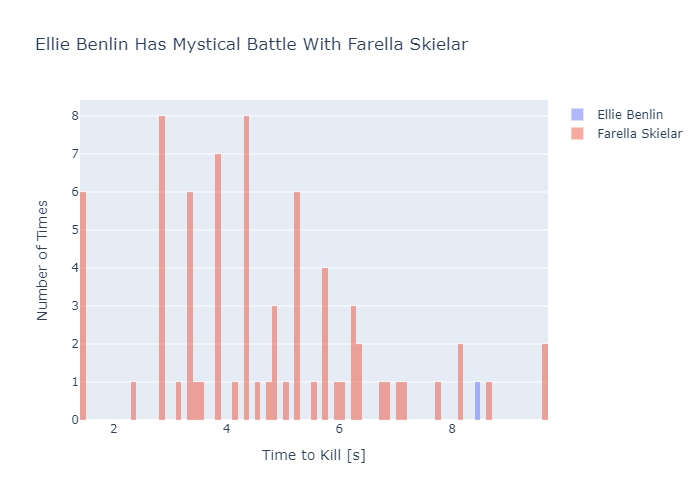 Ellie Benlin Has Mystical Battle With Farella Skielar
Ellie Benlin
Farella Skielar
8
7
6
5
4
3
2
1
0
Number of Times
2 4 6 8
Time to Kill [s]